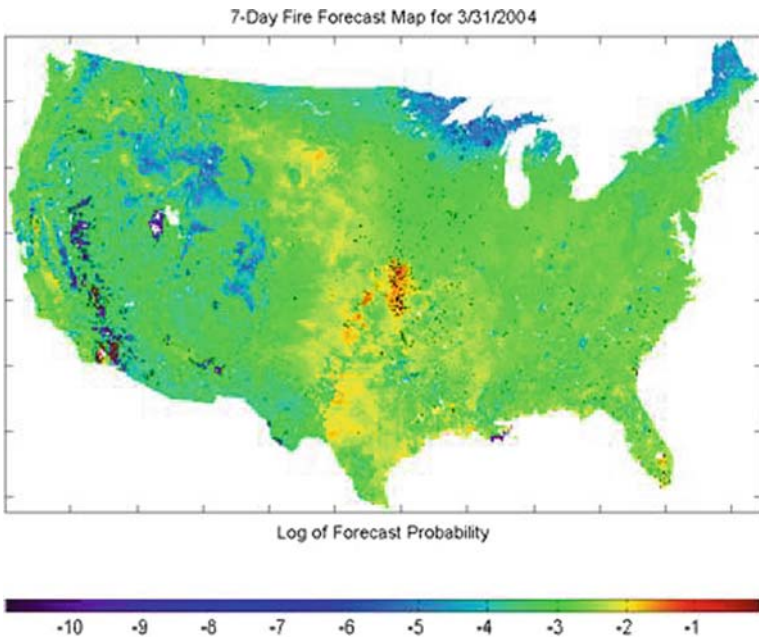 7-Day Fire Forecast Map for 3/31/2004
Log of Forecast Probability
-10 -9 -8 -7 -6 -5 -4 -3 -2 -1